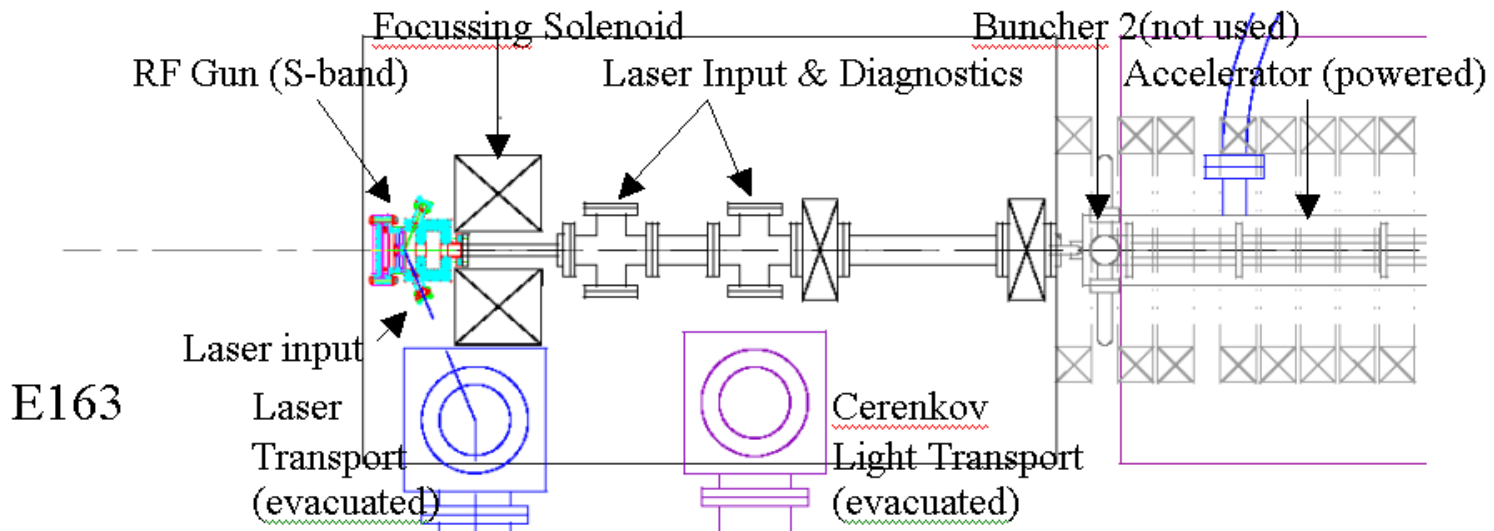 Focussing Solenoid
Buncher 2(not used)
RF Gun (S-band)
Laser Input & Diagnostics
Accelerator (powered)
Laser input
E163
Laser
Transport
(evacuated)
Cerenkov
Light Transport
(evacuated)